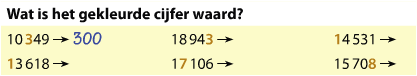 Wat is het gekleurde cijfer waard?
10 349 → 300 18 943 → 14 531 →
13 618 → 17 106 → 15 708 →